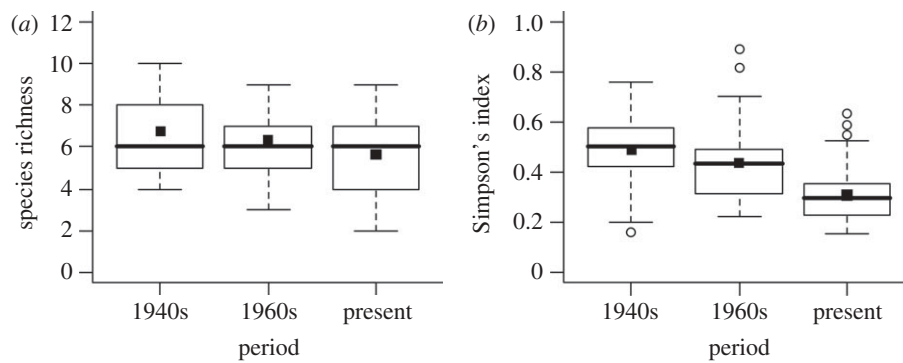 (a)
species richness
12
10
8
6
4
2
0
1940s 1960s present
period
(b)
Simpson's index
1.0
0.8
0.6
0.4
0.2
0.0
1940s 1960s present
period